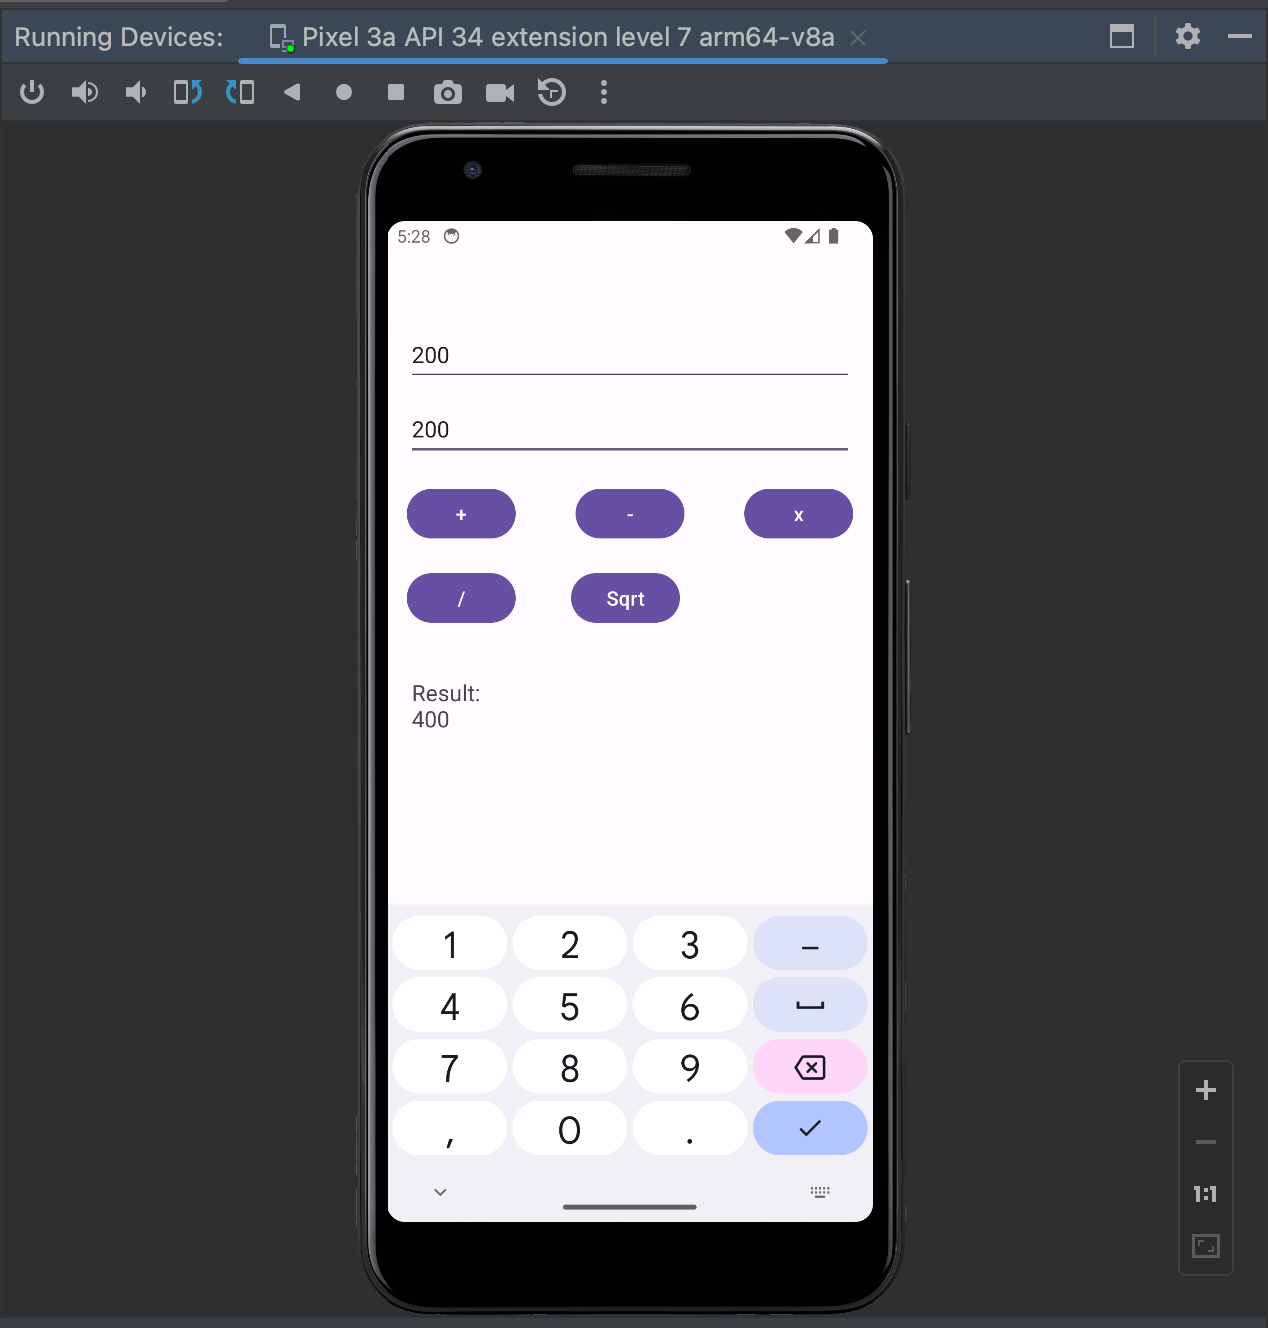 Running Devices: Pixel 3a API 34 extension level 7 arm64-v8a
5:28
200
200
+ - x
/ Sqrt
Result:
400
1 2 3 –
4 5 6
7 8 9
, 0 .
1:1